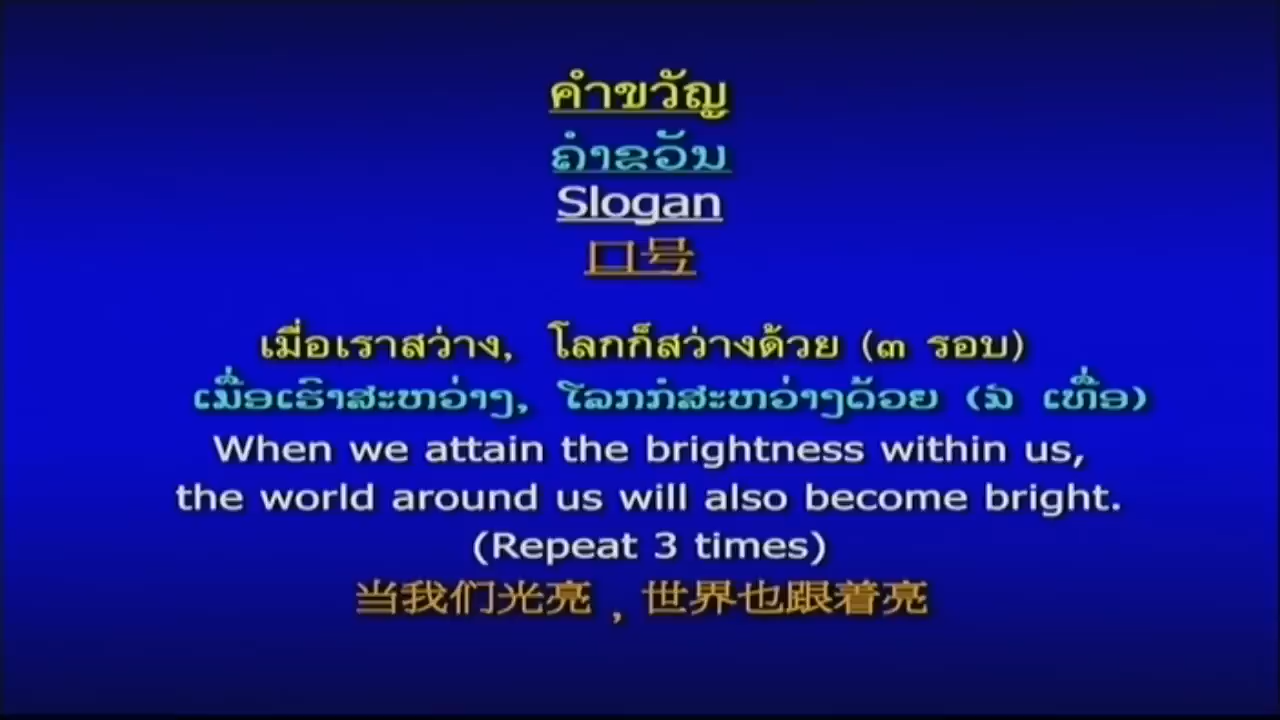 คำขวัญ
ຄຳຂວັນ
Slogan
口号
เมื่อเราสว่าง, โลกก็สว่างด้วย (๓ รอบ)
ເມື່ອເຮົາສະຫວ່າງ, ໂລກກໍສະຫວ່າງດ້ວຍ (໓ ເທື່ອ)
When we attain the brightness within us,
the world around us will also become bright.
(Repeat 3 times)
当我们光亮，世界也跟着亮